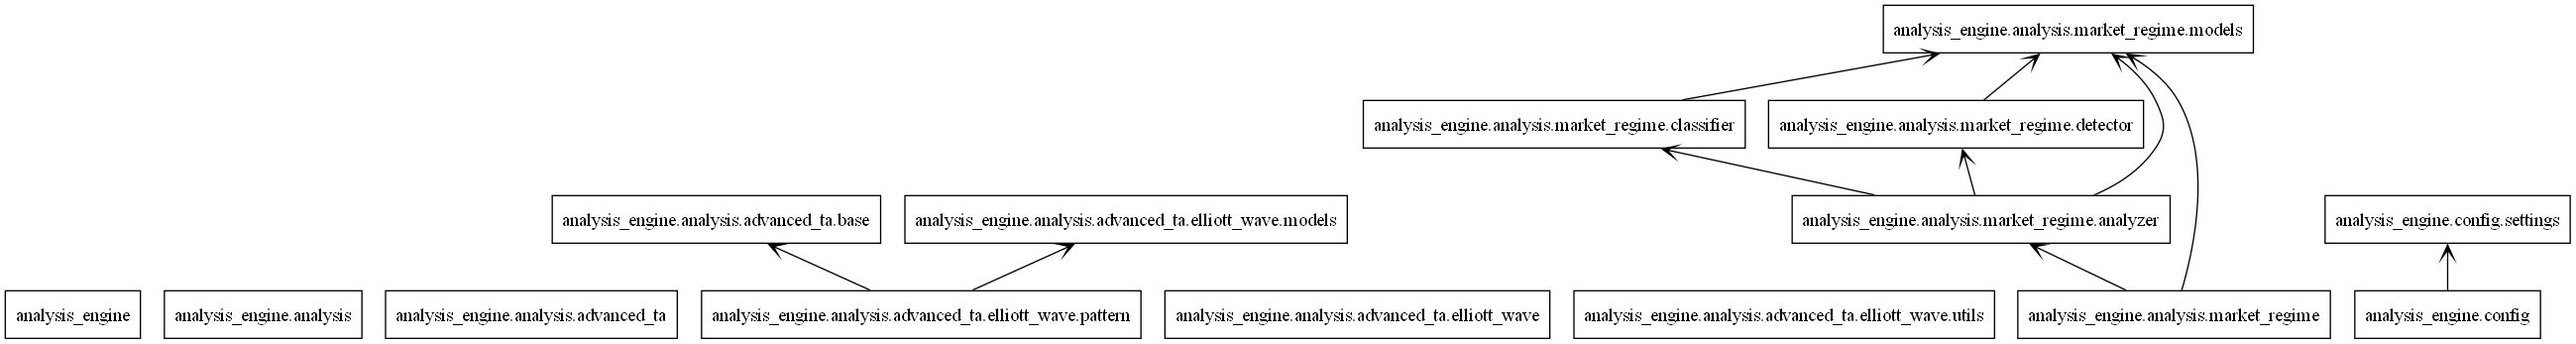 analysis_engine.analysis.market_regime.models
analysis_engine.analysis.market_regime.classifier
analysis_engine.analysis.market_regime.detector
analysis_engine.analysis.advanced_ta.base
analysis_engine.analysis.advanced_ta.elliott_wave.models
analysis_engine.analysis.market_regime.analyzer
analysis_engine.config.settings
analysis_engine
analysis_engine.analysis
analysis_engine.analysis.advanced_ta
analysis_engine.analysis.advanced_ta.elliott_wave.pattern
analysis_engine.analysis.advanced_ta.elliott_wave
analysis_engine.analysis.advanced_ta.elliott_wave.utils
analysis_engine.analysis.market_regime
analysis_engine.config